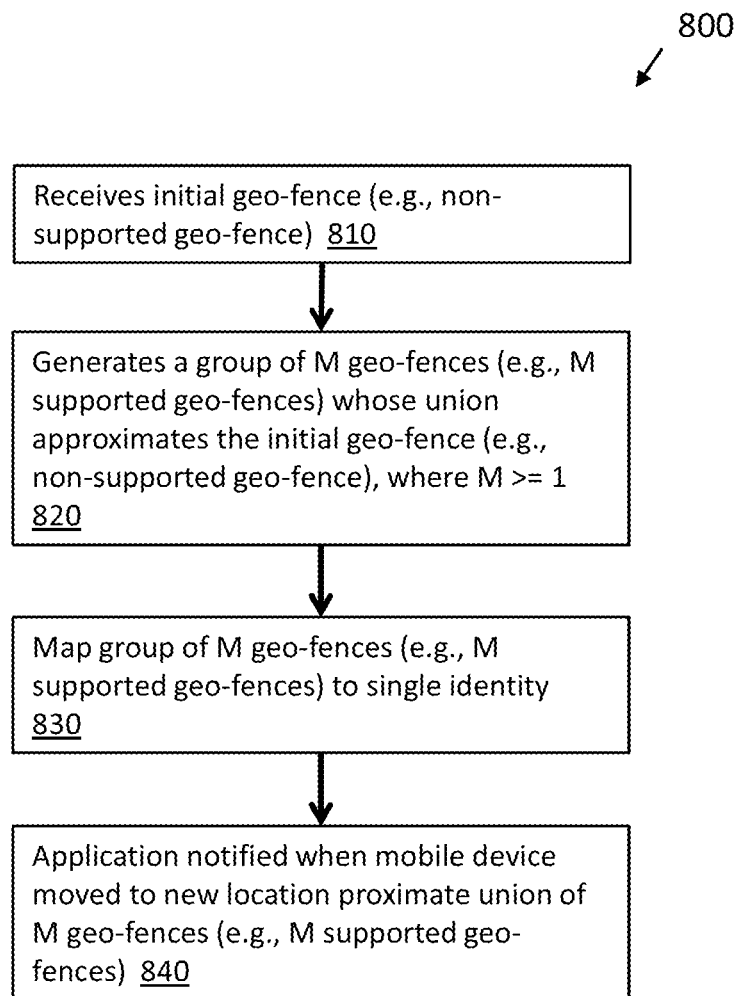 800
Receives initial geo-fence (e.g., non-
supported geo-fence) 810
Generates a group of M geo-fences (e.g., M
supported geo-fences) whose union
approximates the initial geo-fence (e.g.,
non-supported geo-fence), where M >= 1
820
Map group of M geo-fences (e.g., M
supported geo-fences) to single identity
830
Application notified when mobile device
moved to new location proximate union of
M geo-fences (e.g., M supported geo-
fences) 840